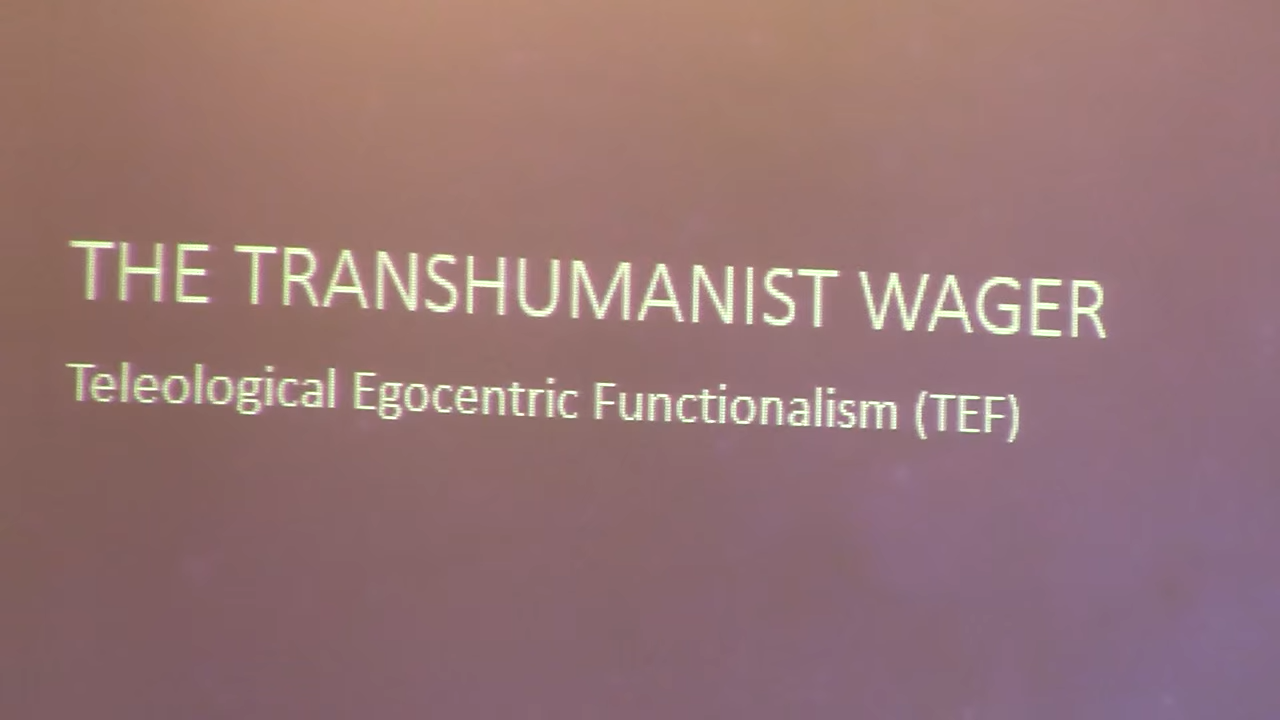 THE TRANSHUMANIST WAGER
Teleological Egocentric Functionalism (TEF)